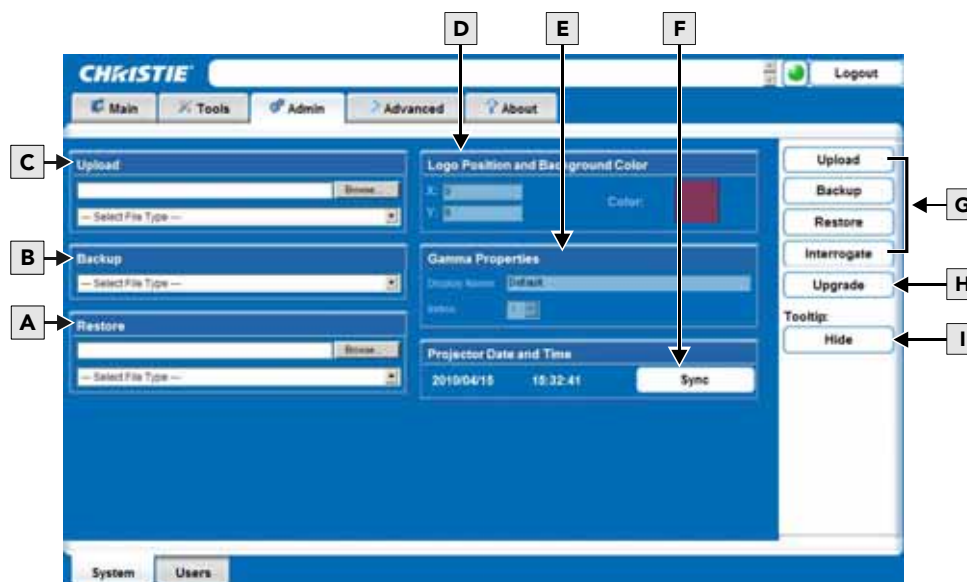 D E F
CHRISTIE Logout
Main Tools Admin Advanced About
C Upload
Browse...
--- Select File Type ---
B Backup
--- Select File Type ---
A Restore
Browse...
--- Select File Type ---
Logo Position and Background Color
X: 0
Y: 0
Color:
Gamma Properties
Display Name: Default
Index:
Projector Date and Time
2010/04/15 15:32:41 Sync
Upload
Backup
Restore
Interrogate
G
Upgrade H
Tooltip:
Hide I
System Users